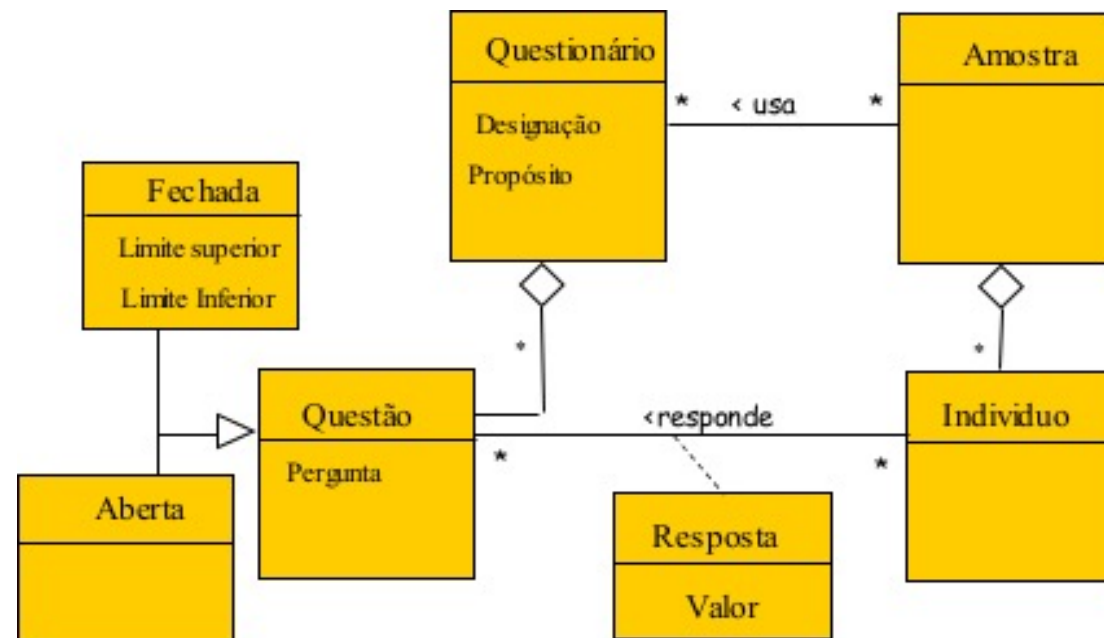 Questionário
Designação
Propósito
* < usa *
Amostra
Fechada
Limite superior
Limite Inferior
*
*
Questão
Pergunta
<responde
*
*
Individuo
Aberta
Resposta
Valor